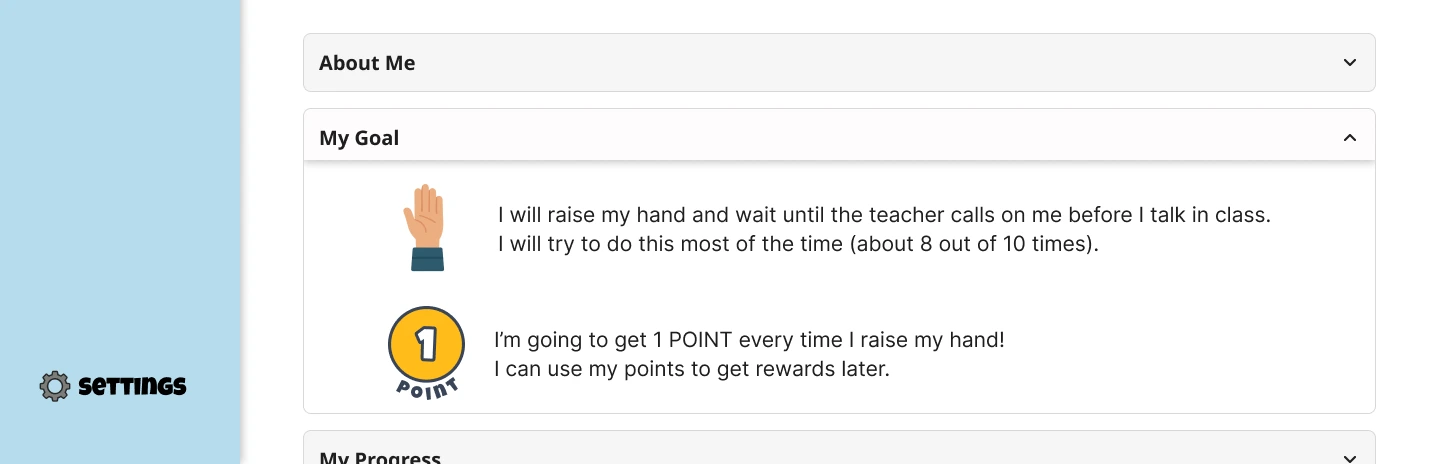 About Me
My Goal
I will raise my hand and wait until the teacher calls on me before I talk in class.
I will try to do this most of the time (about 8 out of 10 times).
1
POINT
I’m going to get 1 POINT every time I raise my hand!
I can use my points to get rewards later.
SETTINGS
My Progress